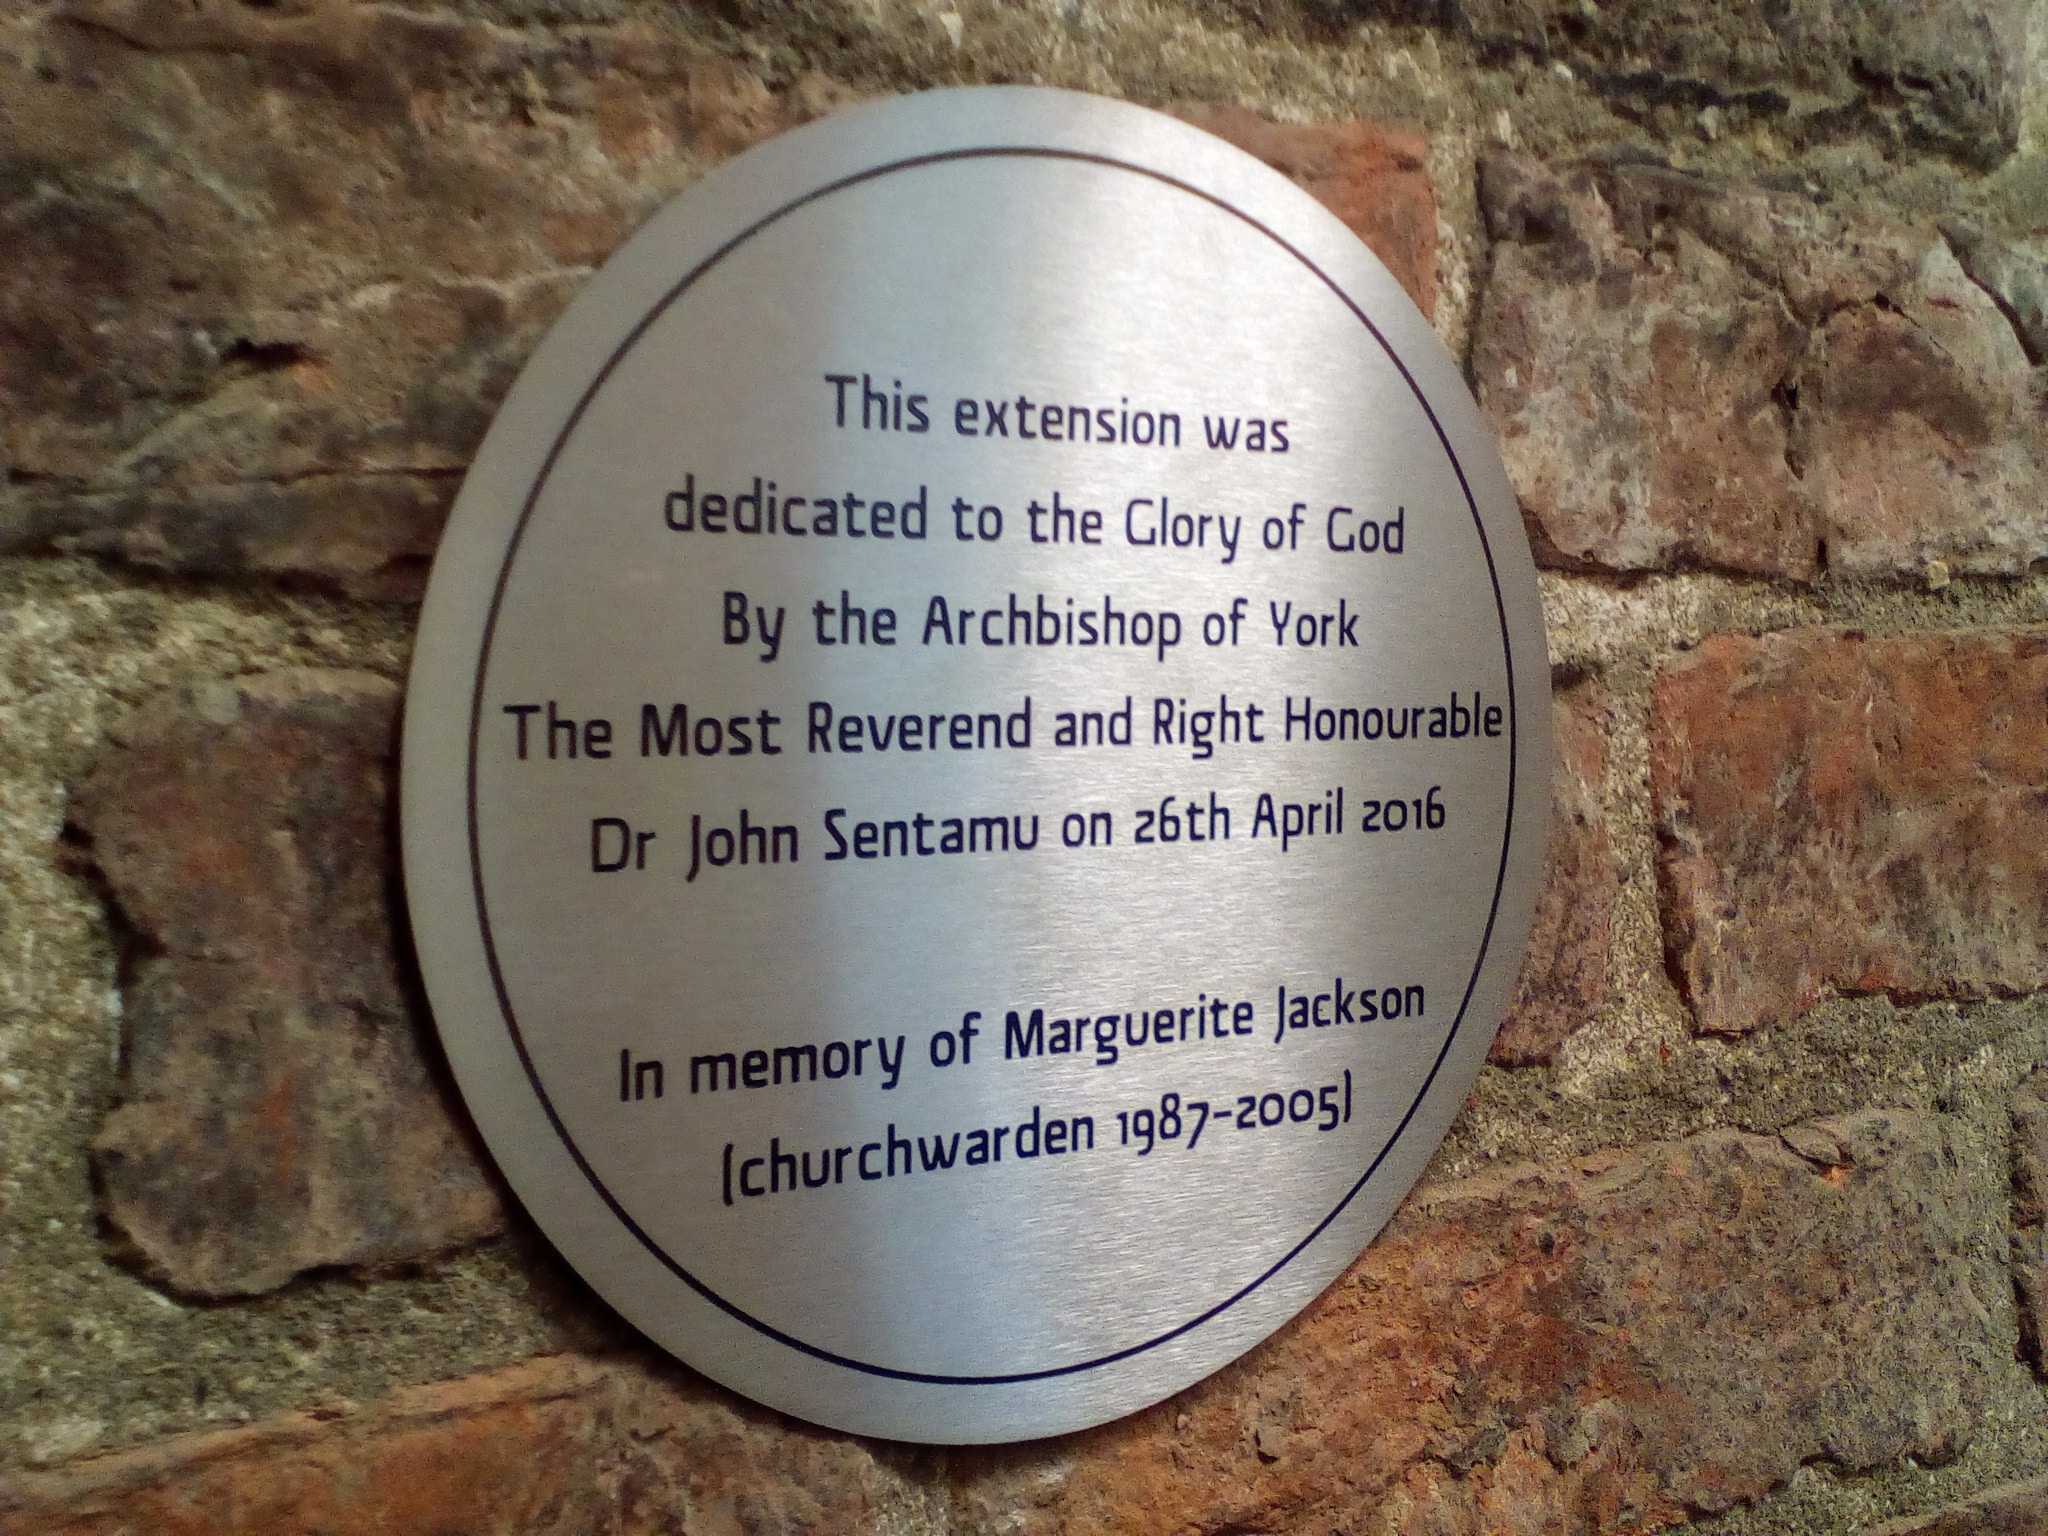 This extension was
dedicated to the Glory of God
By the Archbishop of York
The Most Reverend and Right Honourable
Dr John Sentamu on 26th April 2016
In memory of Marguerite Jackson
(churchwarden 1987-2005)